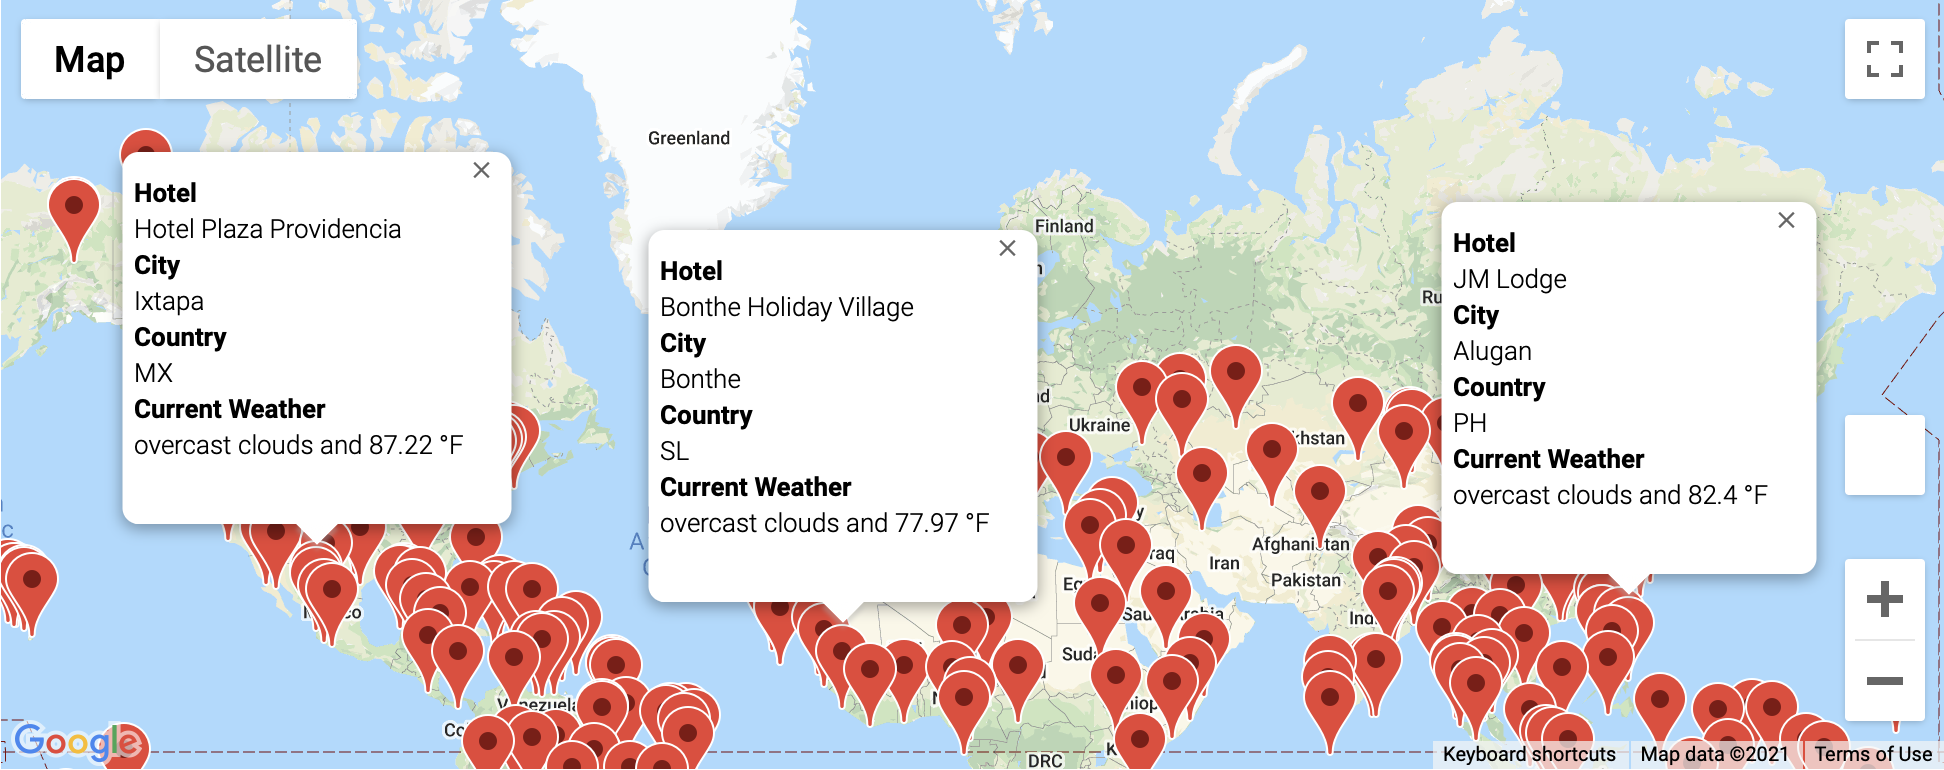 Map
Satellite
Greenland
Finland
Hotel
Hotel Plaza Providencia
City
Ixtapa
Country
MX
Current Weather
overcast clouds and 87.22 °F
Hotel
Bonthe Holiday Village
City
Bonthe
Country
SL
Current Weather
overcast clouds and 77.97 °F
Hotel
JM Lodge
City
Alugan
Country
PH
Current Weather
overcast clouds and 82.4 °F
Ukraine
Afghanistan
Iran
Pakistan
Venezuela
DRC
Google
Keyboard shortcuts
Map data ©2021
Terms of Use